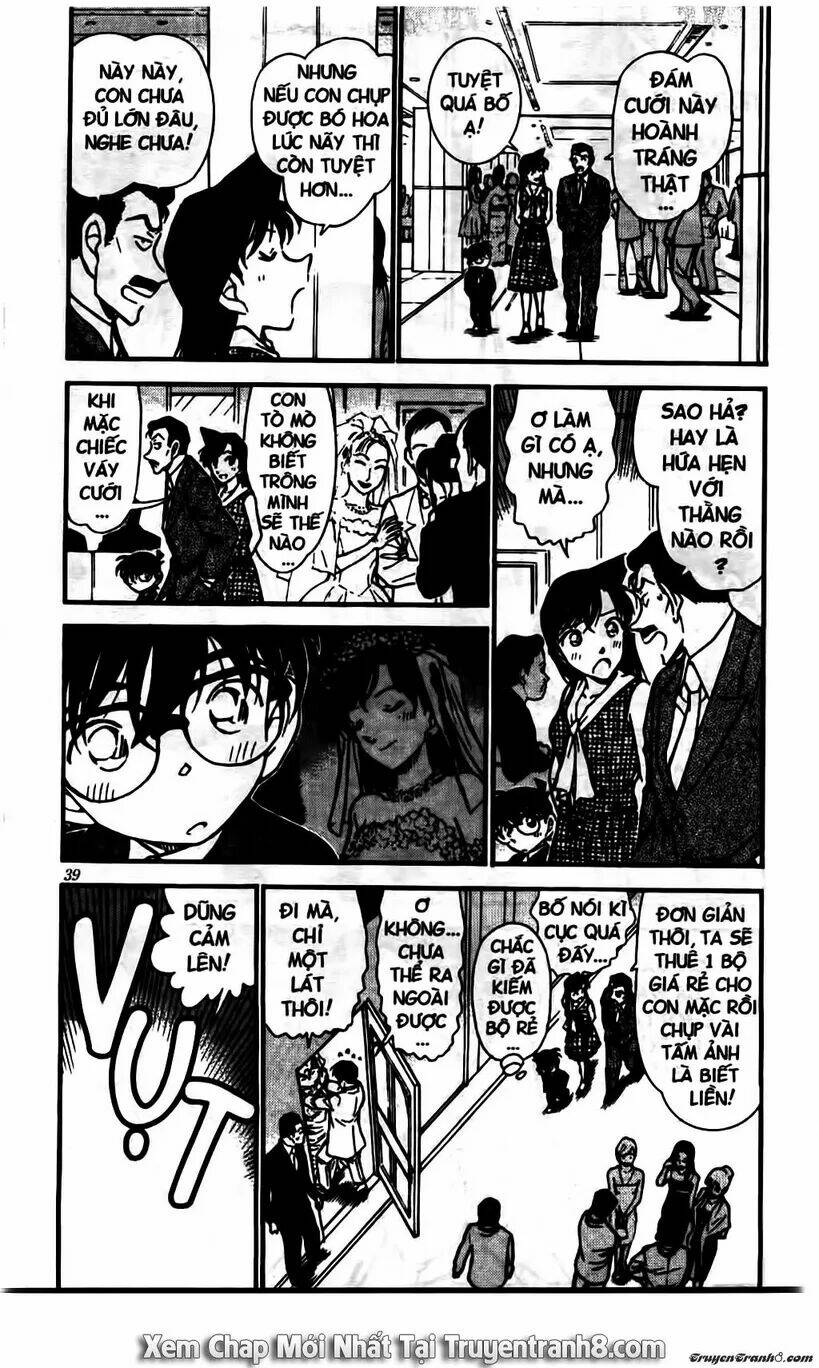 ĐÁM
CƯỚI NÀY
HOÀNH
TRÁNG
THẬT
...
TUYỆT
QUÁ BỐ
Ạ!
NHƯNG
NẾU CON CHỤP
ĐƯỢC BÓ HOA
LÚC NÃY THÌ
CÒN TUYỆT
HƠN...
NÀY NÀY,
CON CHƯA
ĐỦ LỚN ĐÂU,
NGHE CHƯA!
SAO HẢ?
HAY LÀ
HỨA HẸN
VỚI
THẰNG
NÀO RỒI
?
Ơ LÀM
GÌ CÓ Ạ,
NHƯNG
MÀ...
CON
TÒ MÒ
KHÔNG
BIẾT
TRÔNG
MÌNH
SẼ THẾ
NÀO
...
KHI
MẶC
CHIẾC
VÁY
CƯỚI
...
39
ĐƠN GIẢN
THÔI, TA SẼ
THUÊ 1 BỘ
GIÁ RẺ CHO
CON MẶC RỒI
CHỤP VÀI
TẤM ẢNH
LÀ BIẾT
LIỀN!
BỐ NÓI KÌ
CỤC QUÁ
ĐẤY...
CHẮC
GÌ ĐÃ
KIẾM
ĐƯỢC
BỘ RẺ
...
Ơ
KHÔNG...
CHƯA
THỂ RA
NGOÀI
ĐƯỢC
...
ĐI MÀ,
CHỈ
MỘT
LÁT
THÔI!
DŨNG
CẢM
LÊN!
VỤT
Xem Chap Mới Nhất Tại Truyentranh8.com
TruyenTranh8.com